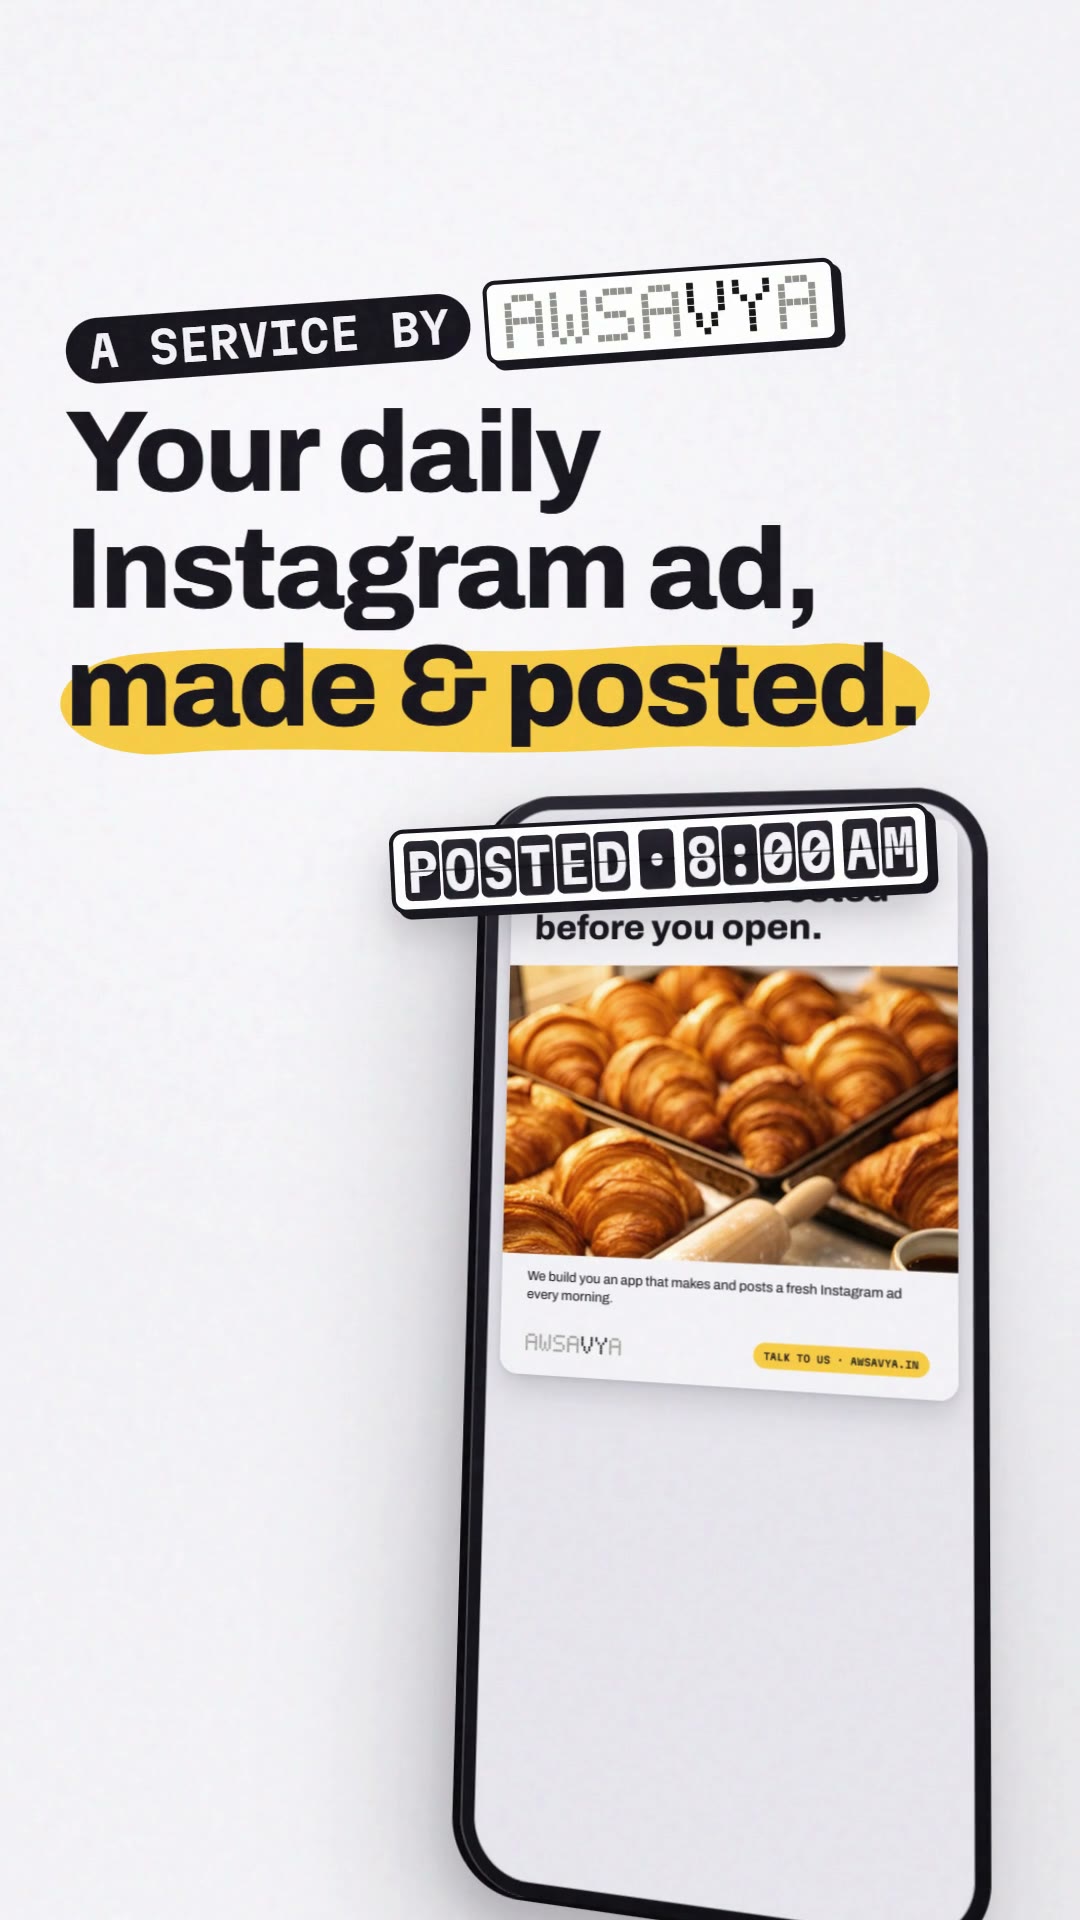 A SERVICE BY AWSAVYA
Your daily
Instagram ad,
made & posted.
POSTED · 8:00 AM
before you open.
We build you an app that makes and posts a fresh Instagram ad
every morning.
AWSAVYA
TALK TO US · AWSAVYA.IN